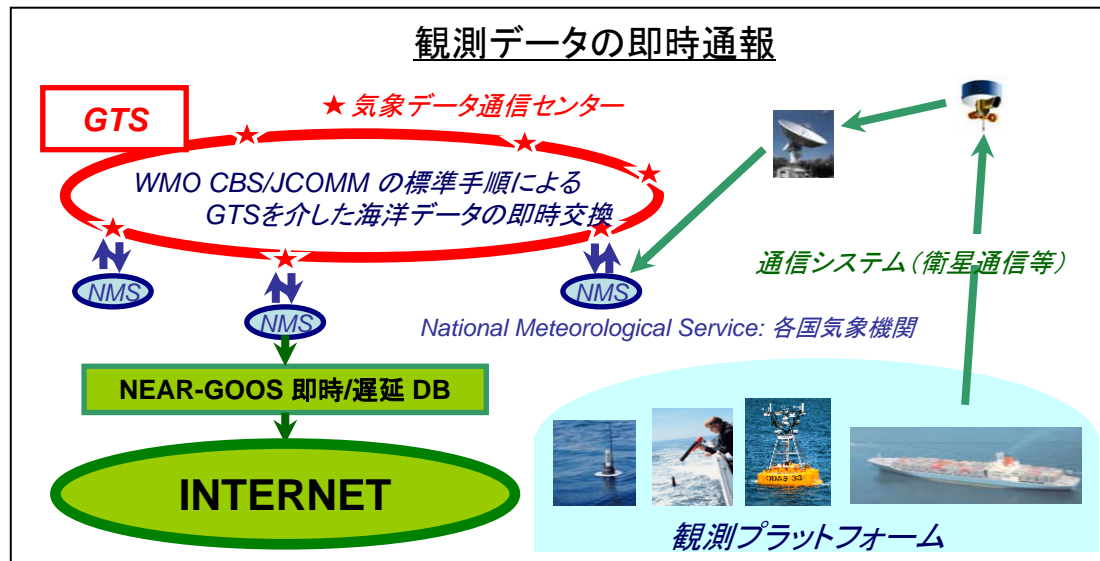 観測データの即時通報
GTS
★ 気象データ通信センター
WMO CBS/JCOMM の標準手順による
GTSを介した海洋データの即時交換
通信システム（衛星通信等）
NMS
NMS
NMS
National Meteorological Service: 各国気象機関
NEAR-GOOS 即時/遅延 DB
INTERNET
ODAS 33
観測プラットフォーム